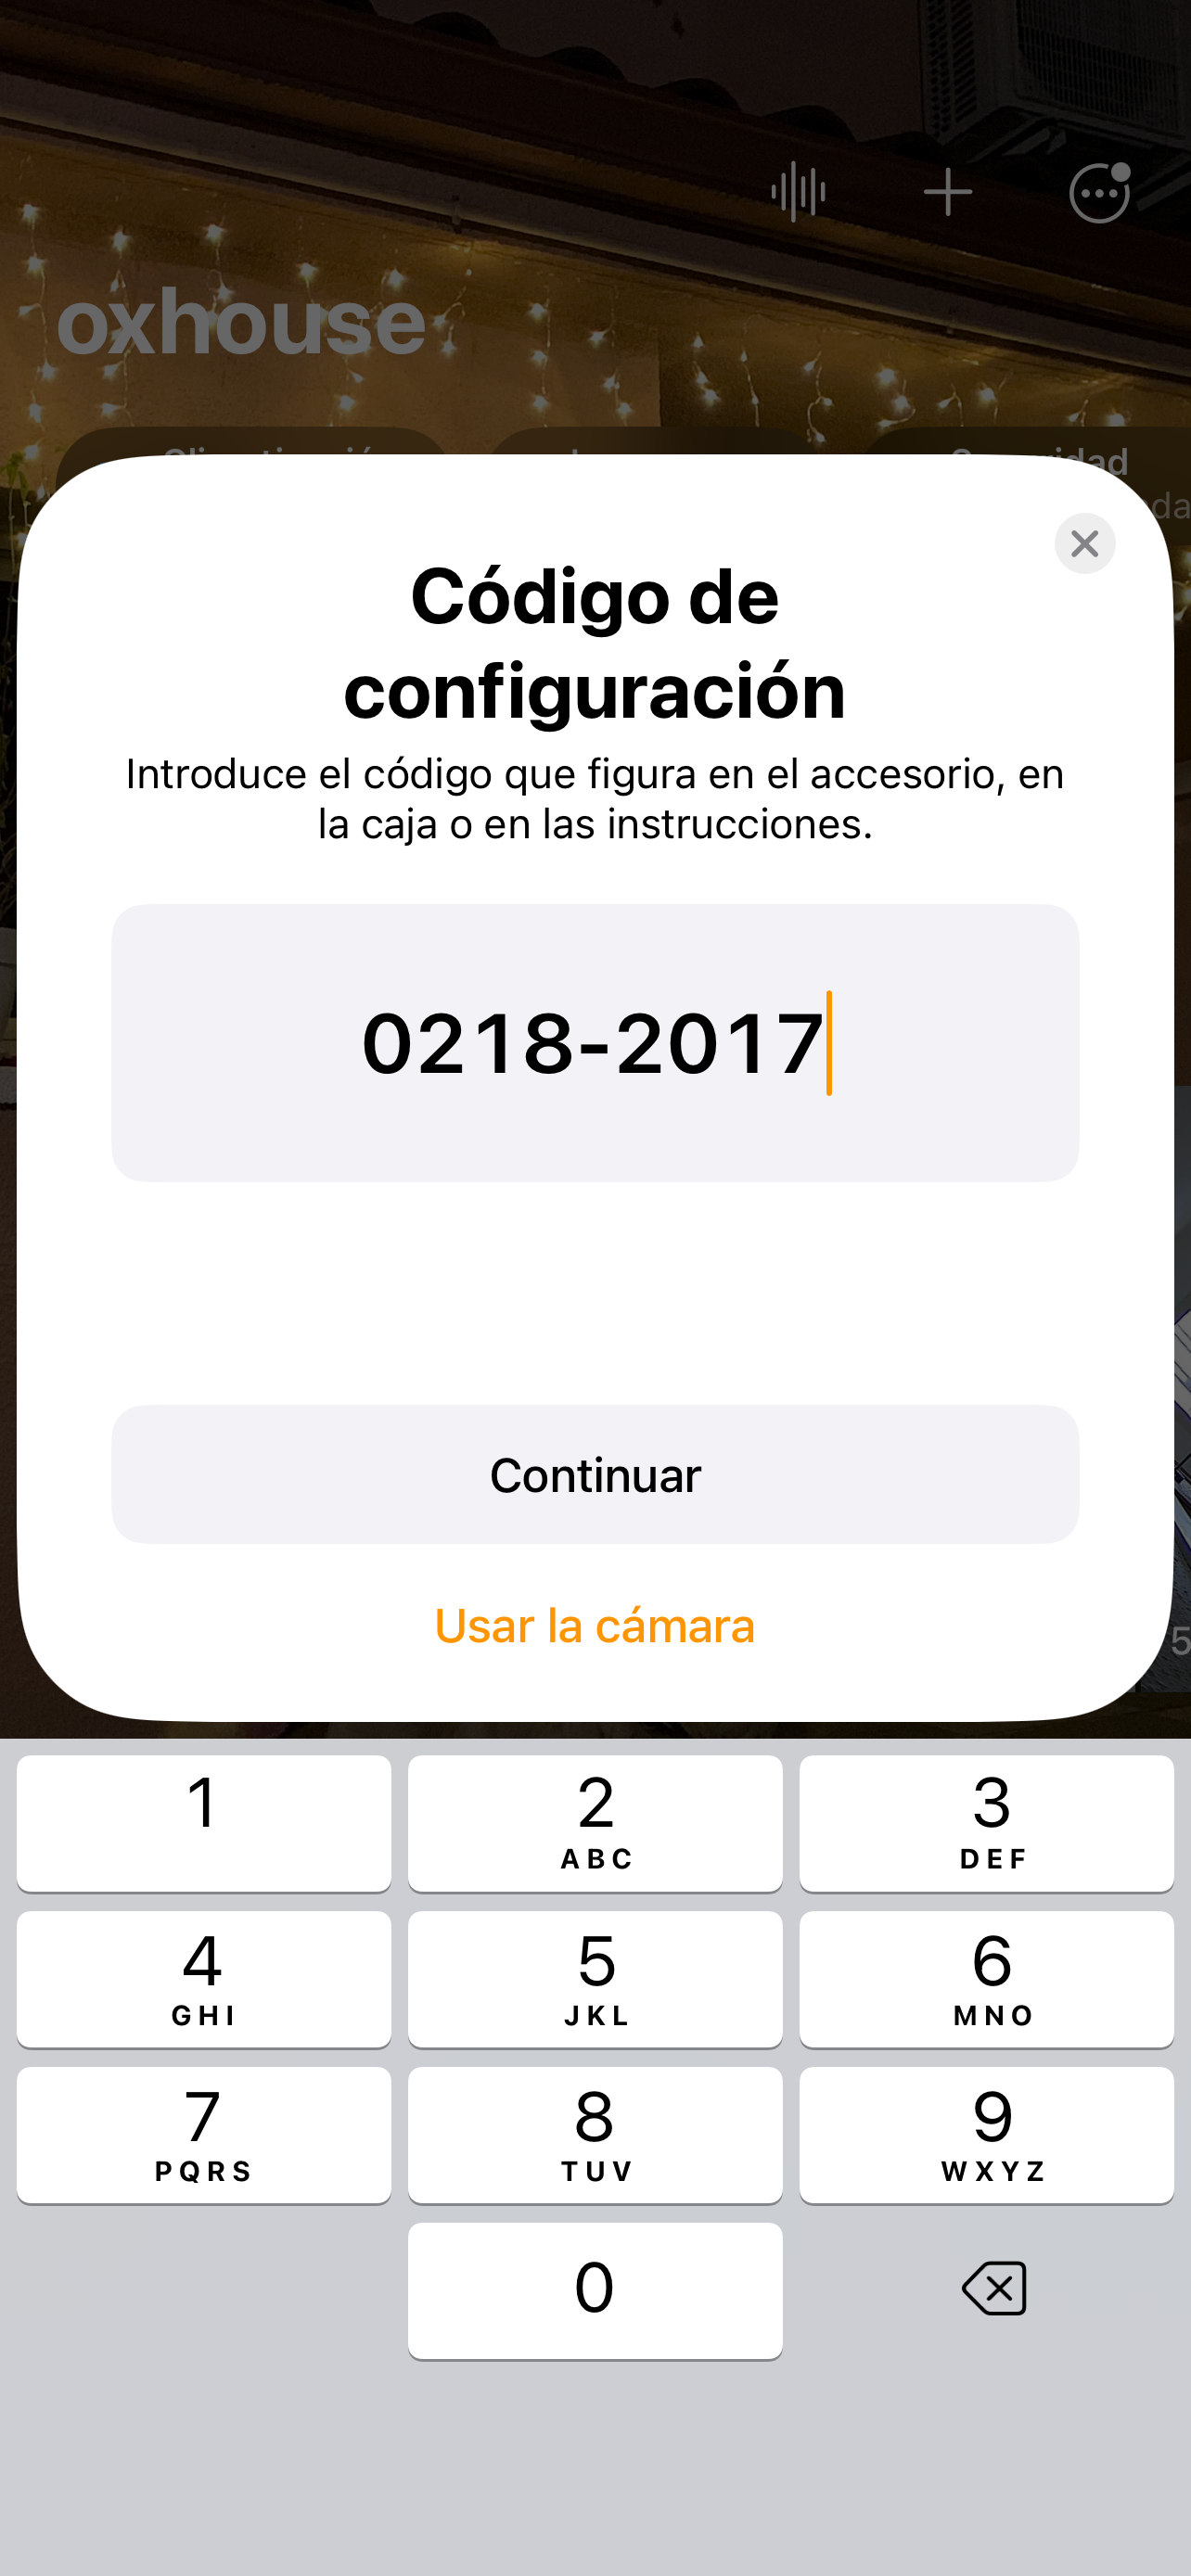 oxhouse
Código de
configuración
Introduce el código que figura en el accesorio, en
la caja o en las instrucciones.
0218-2017
Continuar
Usar la cámara
5
1
2
ABC
3
DEF
4
GHI
5
JKL
6
MNO
7
PQRS
8
TUV
9
WXYZ
0